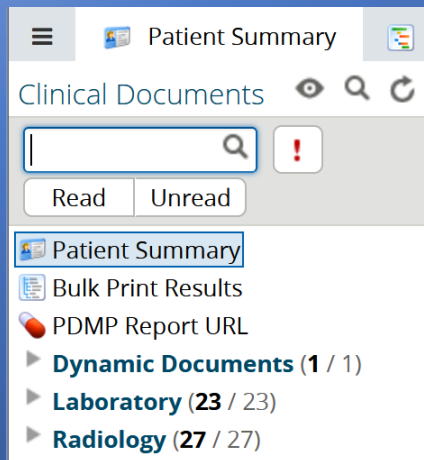 Patient Summary
Clinical Documents
!
Read Unread
Patient Summary
Bulk Print Results
PDMP Report URL
Dynamic Documents (1 / 1)
Laboratory (23 / 23)
Radiology (27 / 27)